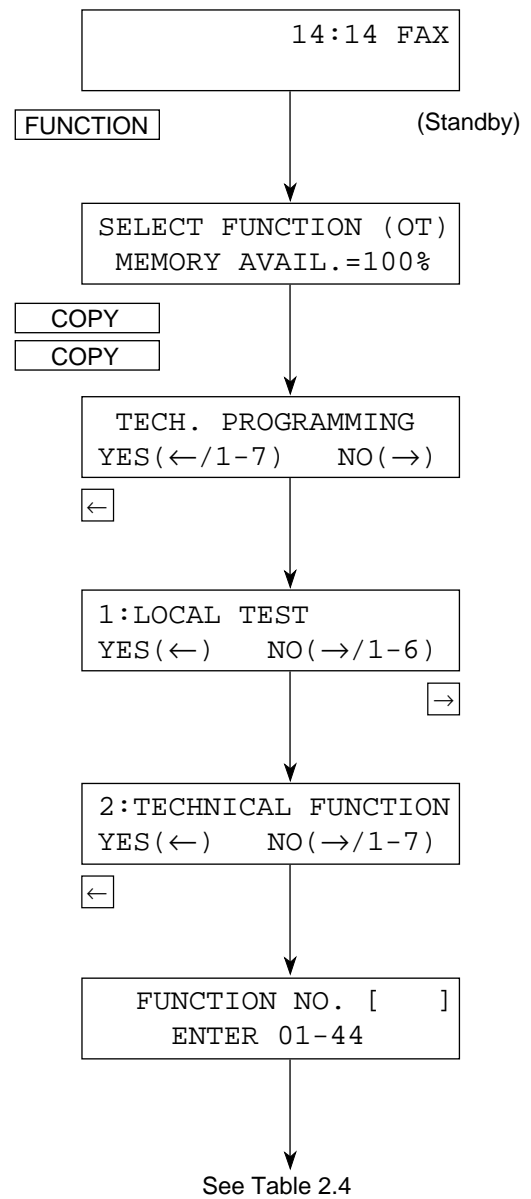 14:14 FAX
FUNCTION
(Standby)
SELECT FUNCTION (OT)
MEMORY AVAIL.=100%
COPY
COPY
TECH. PROGRAMMING
YES(←/1-7) NO(→)
←
1:LOCAL TEST
YES(←) NO(→/1-6)
→
2:TECHNICAL FUNCTION
YES(←) NO(→/1-7)
←
FUNCTION NO. [ ]
ENTER 01-44
See Table 2.4